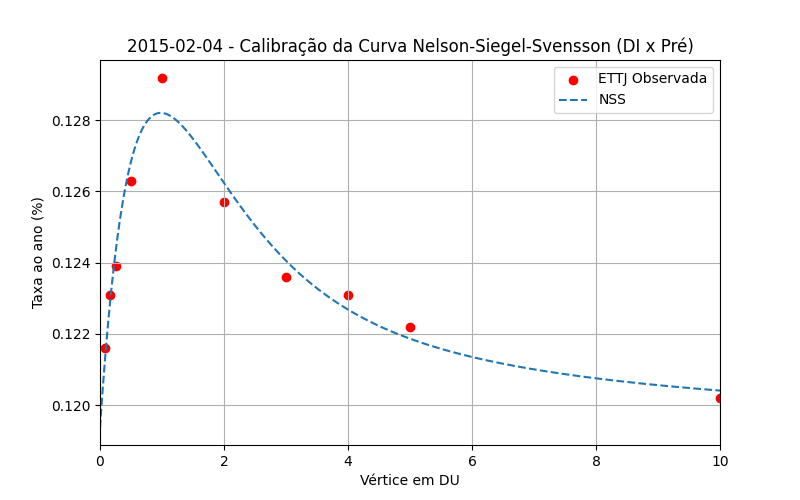 2015-02-04 - Calibração da Curva Nelson-Siegel-Svensson (DI x Pré)
ETTJ Observada
NSS
Taxa ao ano (%)
0.128
0.126
0.124
0.122
0.120
0 2 4 6 8 10
Vértice em DU